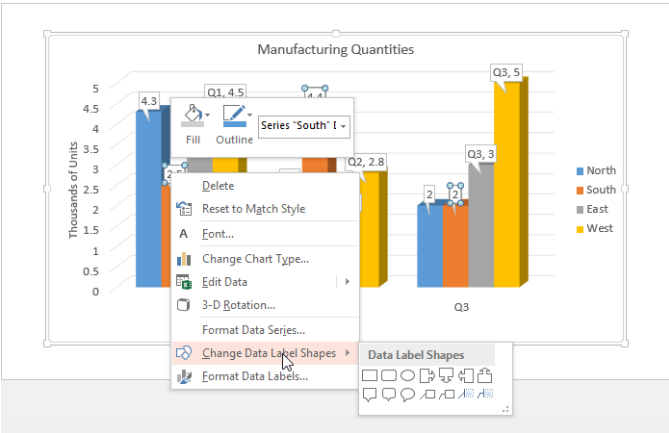 Manufacturing Quantities
Thousands of Units
5
4.5
4
3.5
3
2.5
2
1.5
1
0.5
0
4.3
Q1, 4.5
Q2, 2.8
2
2
Q3, 3
Q3, 5
Q3
North
South
East
West
Fill
Outline
Series "South" D
Delete
Reset to Match Style
A Font...
Change Chart Type...
Edit Data
3-D Rotation...
Format Data Series...
Change Data Label Shapes
Format Data Labels...
Data Label Shapes